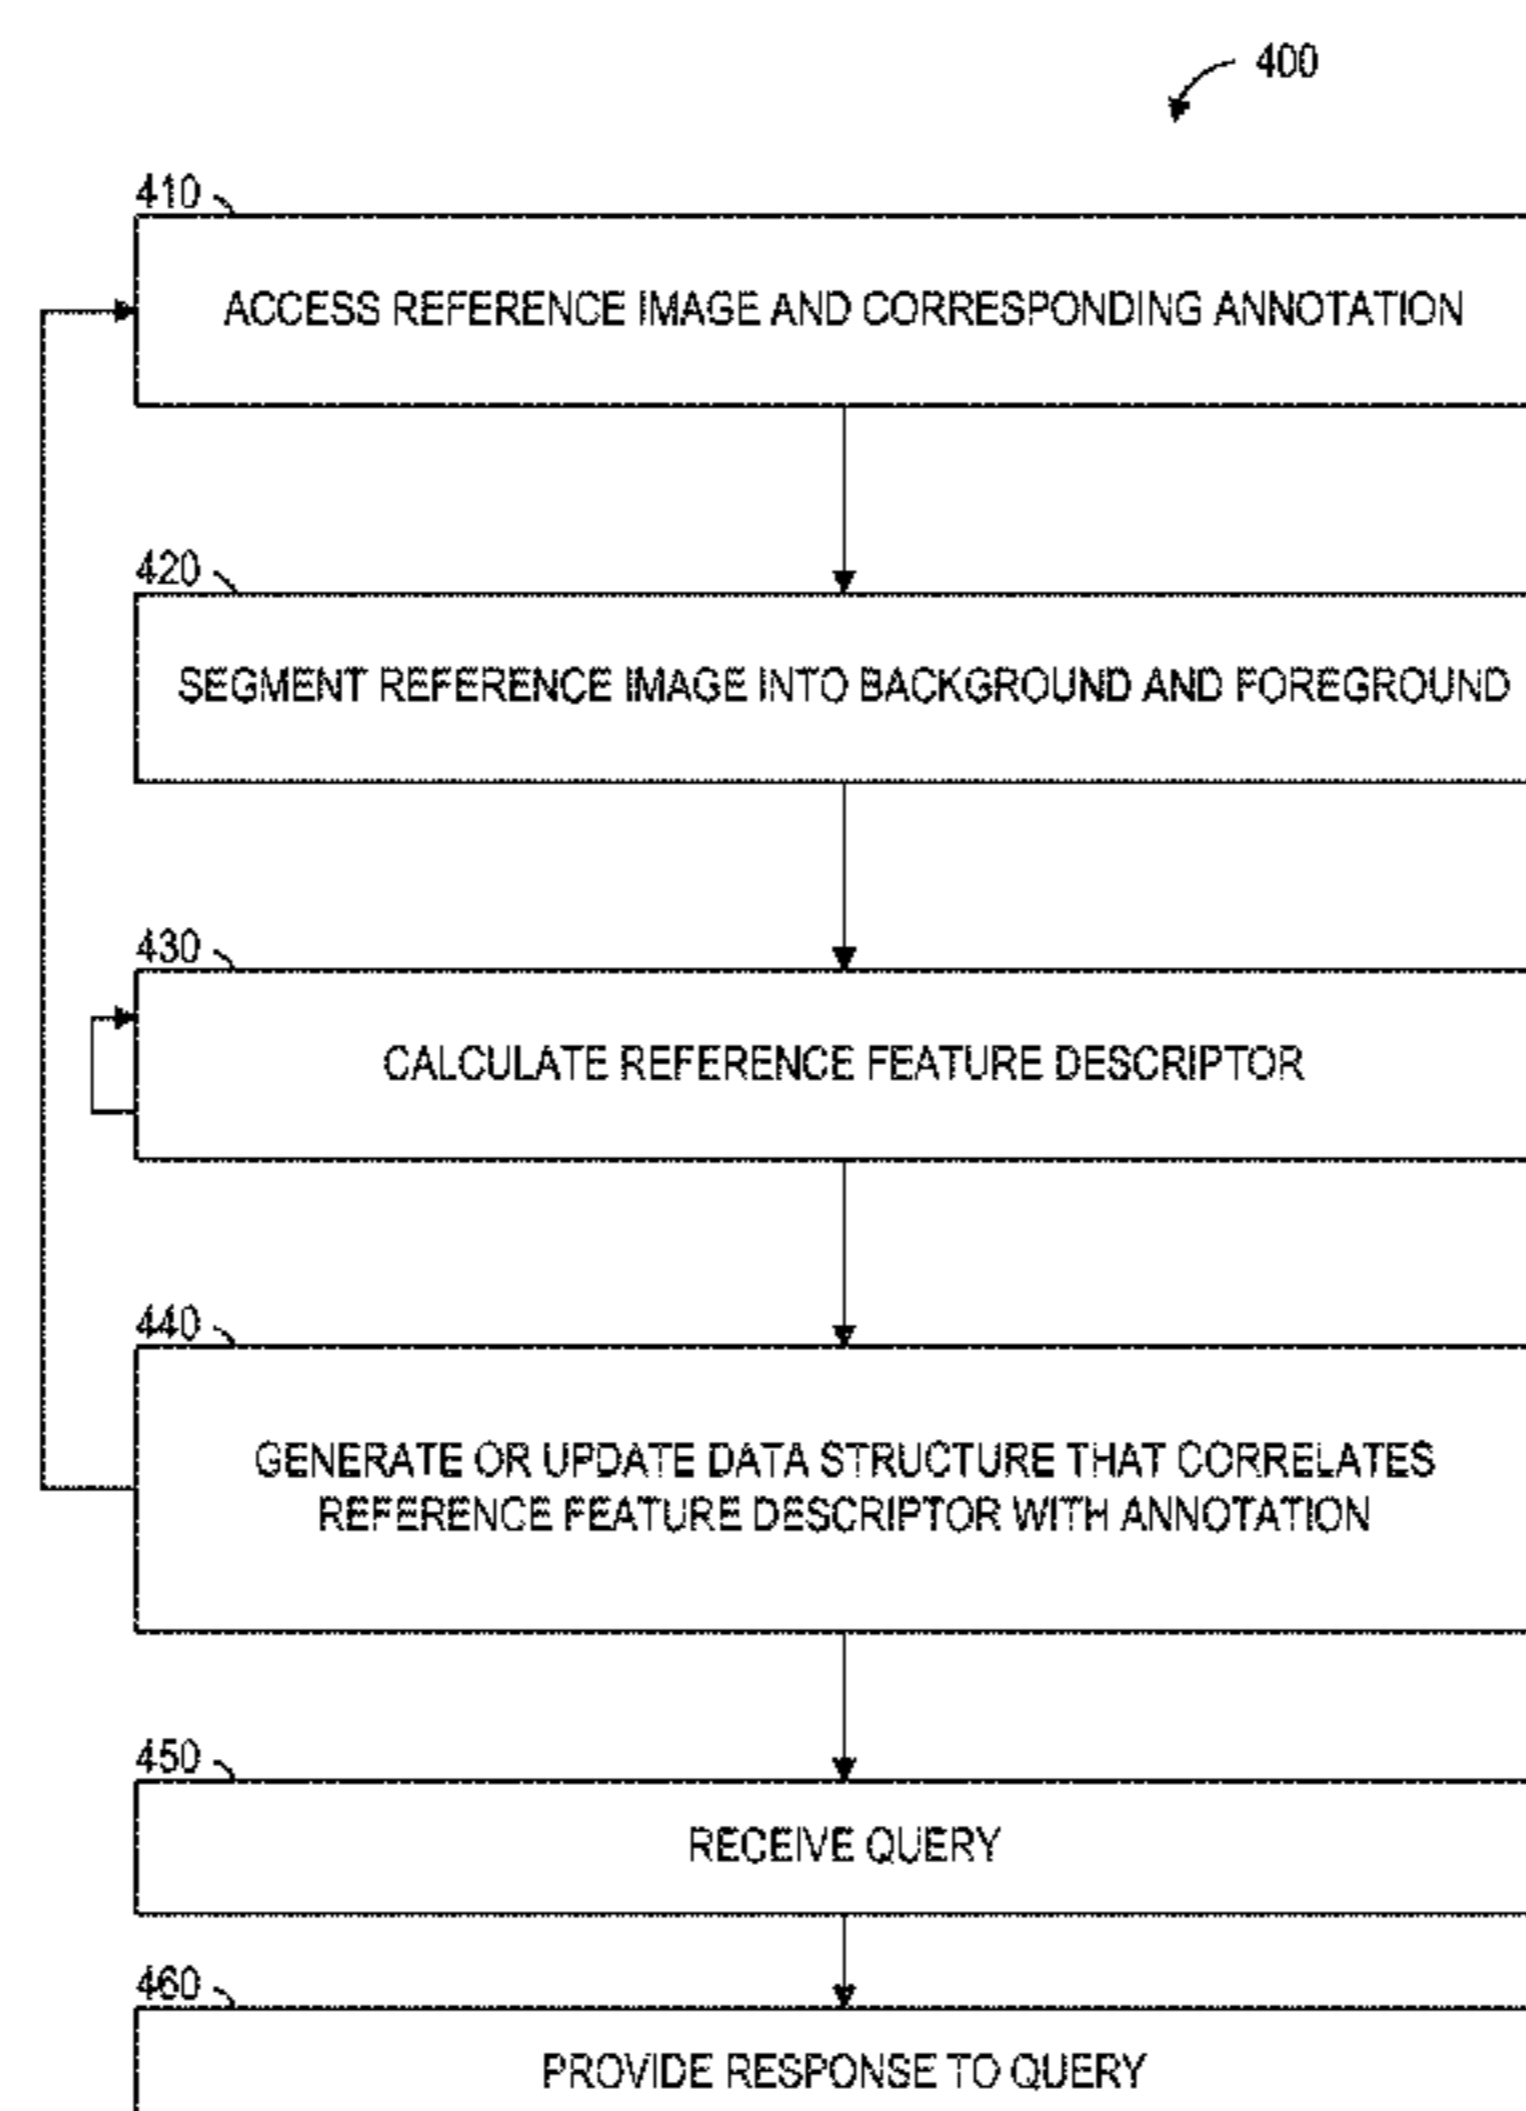 400
410
ACCESS REFERENCE IMAGE AND CORRESPONDING ANNOTATION
420
SEGMENT REFERENCE IMAGE INTO BACKGROUND AND FOREGROUND
430
CALCULATE REFERENCE FEATURE DESCRIPTOR
440
GENERATE OR UPDATE DATA STRUCTURE THAT CORRELATES
REFERENCE FEATURE DESCRIPTOR WITH ANNOTATION
450
RECEIVE QUERY
460
PROVIDE RESPONSE TO QUERY